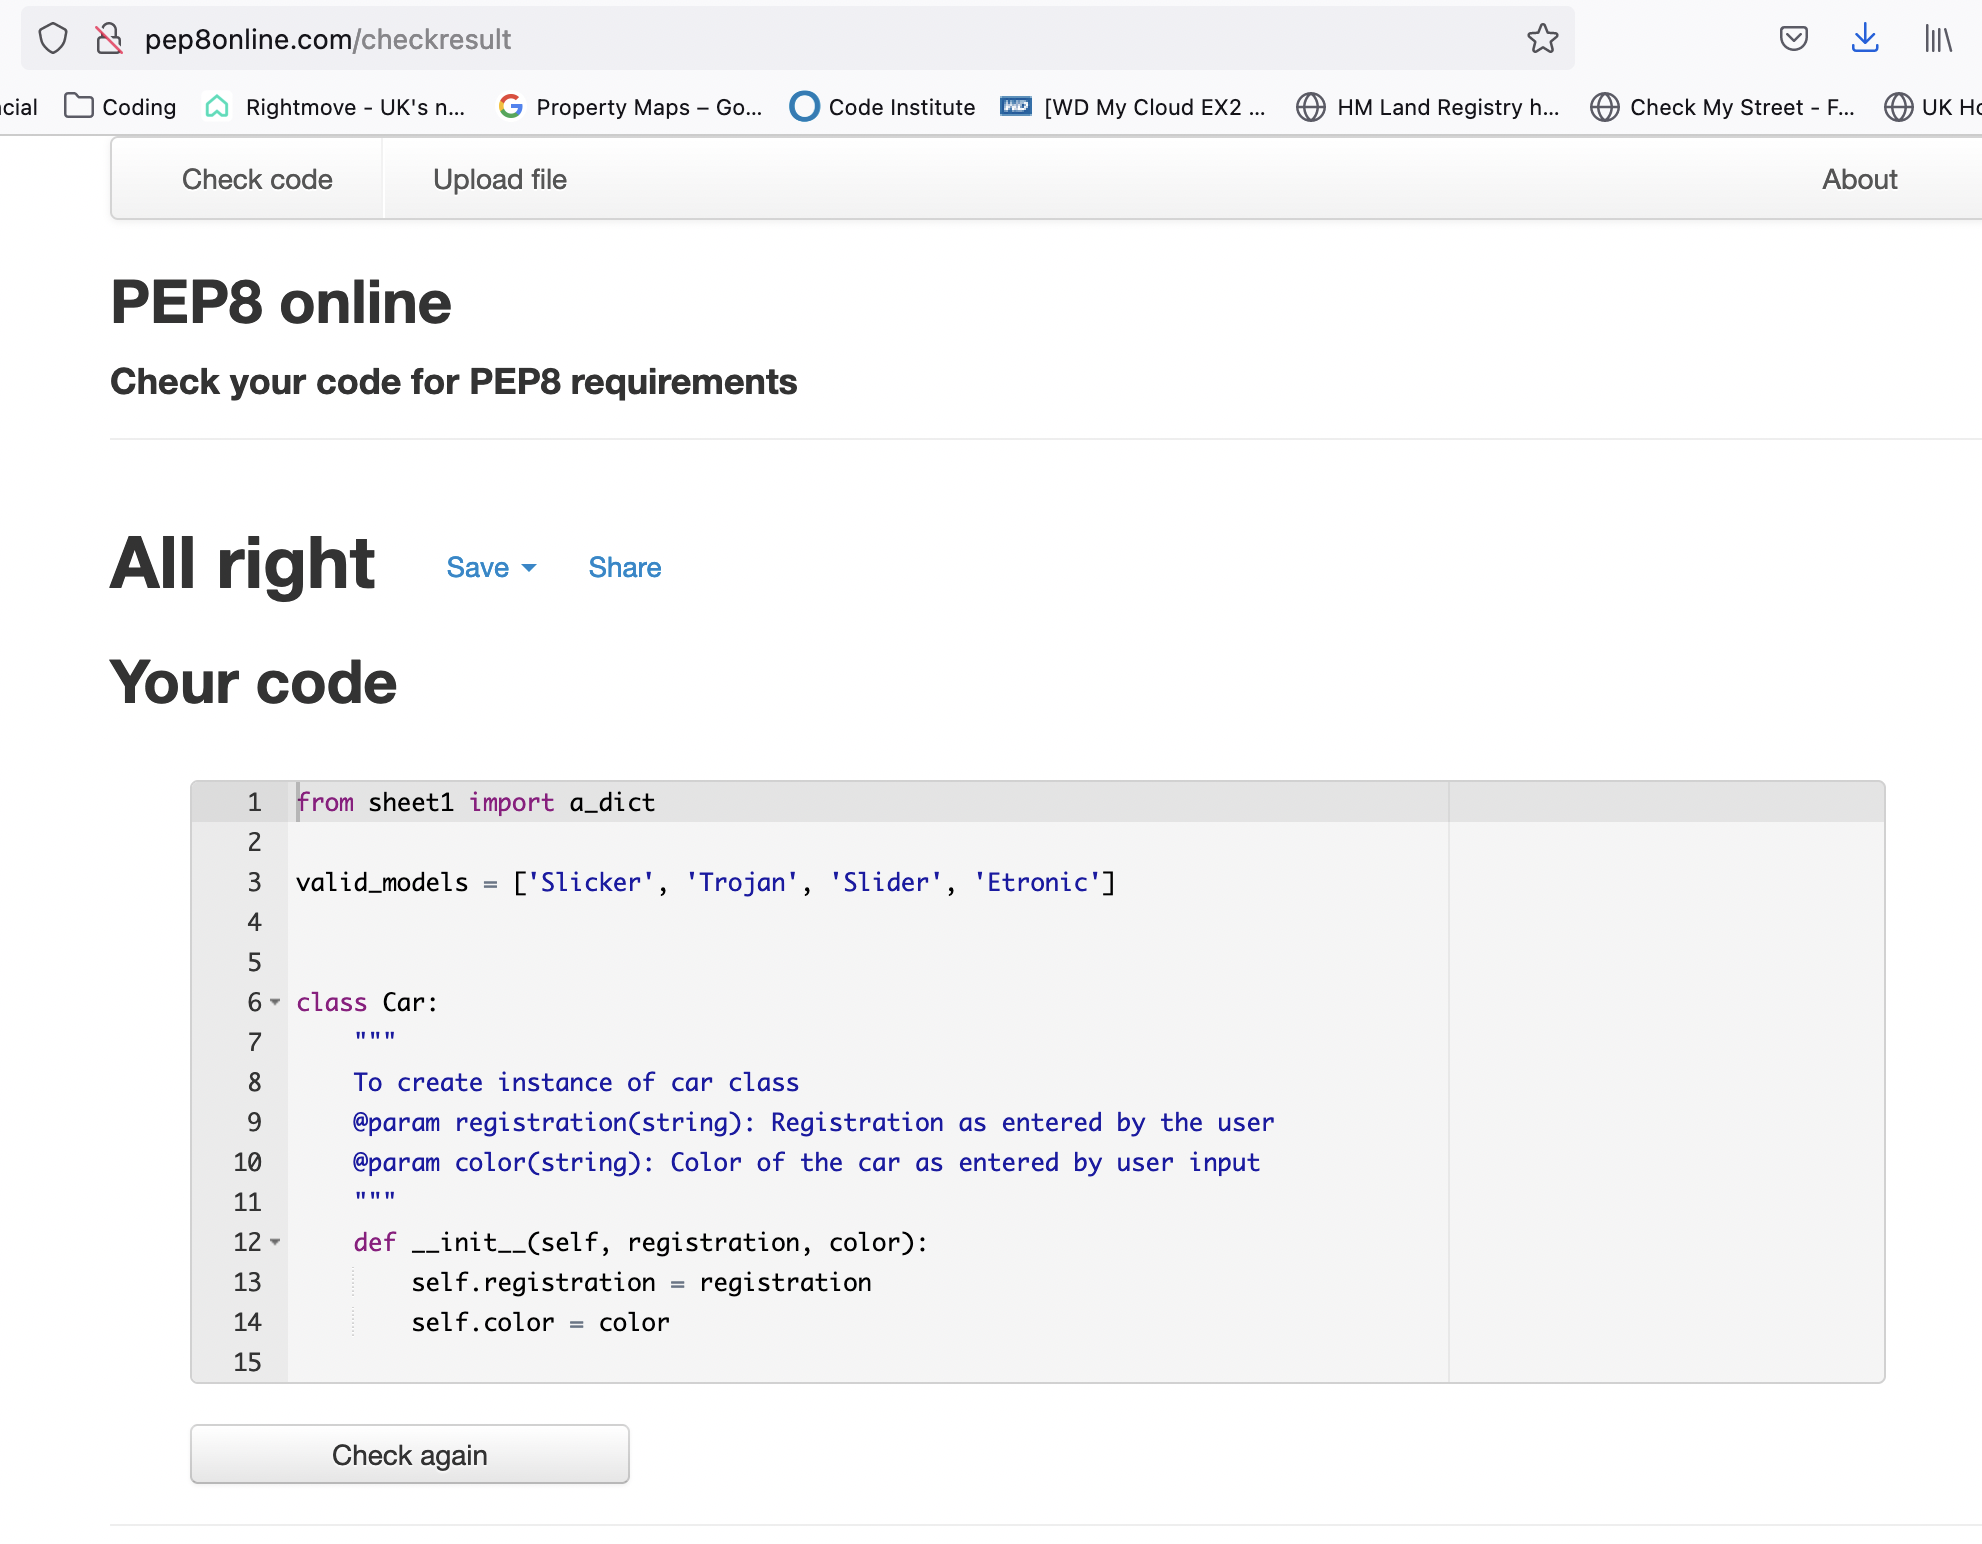 pep8online.com/checkresult
cial Coding Rightmove - UK's n... Property Maps – Go... Code Institute WD [WD My Cloud EX2 ... HM Land Registry h... Check My Street - F... UK Ho
Check code Upload file About
PEP8 online
Check your code for PEP8 requirements
All right Save Share
Your code
1 from sheet1 import a_dict
2
3 valid_models = ['Slicker', 'Trojan', 'Slider', 'Etronic']
4
5
6 class Car:
7 """
8 To create instance of car class
9 @param registration(string): Registration as entered by the user
10 @param color(string): Color of the car as entered by user input
11 """
12 def __init__(self, registration, color):
13 self.registration = registration
14 self.color = color
15
Check again